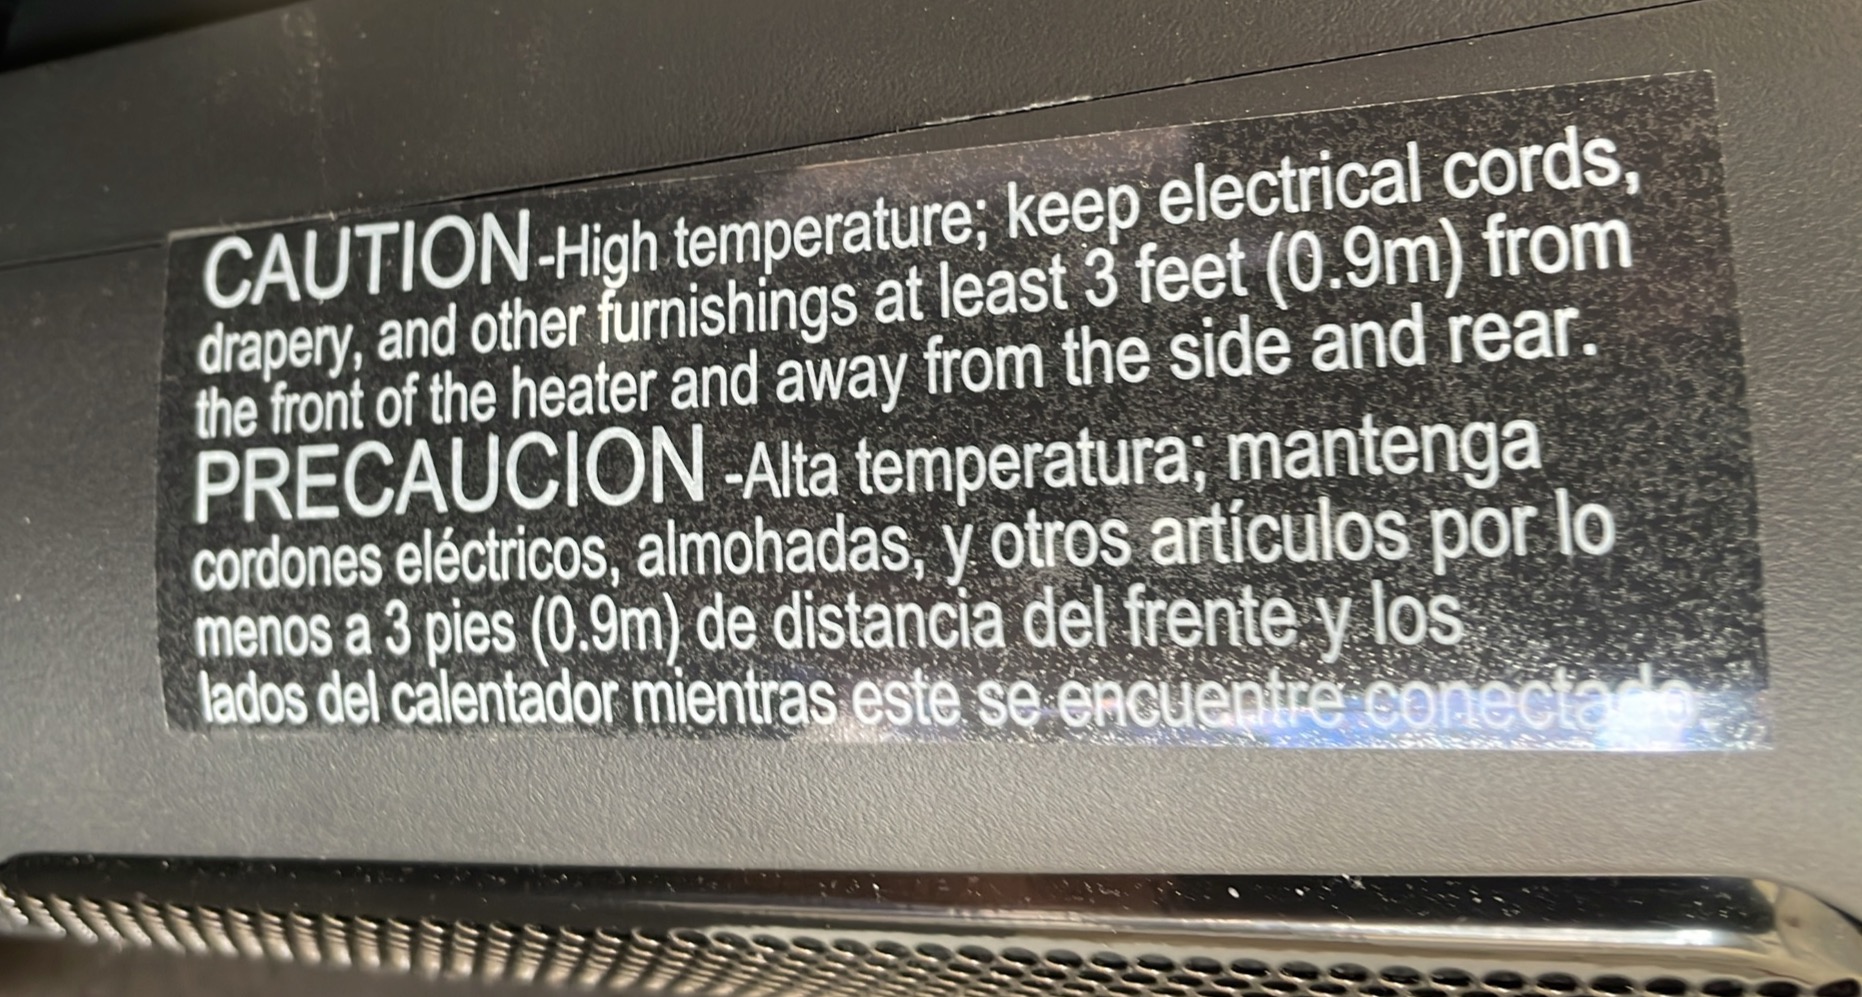 CAUTION-High temperature; keep electrical cords,
drapery, and other furnishings at least 3 feet (0.9m) from
the front of the heater and away from the side and rear.
PRECAUCION -Alta temperatura; mantenga
cordones eléctricos, almohadas, y otros artículos por lo
menos a 3 pies (0.9m) de distancia del frente y los
lados del calentador mientras este se encuentre conectado